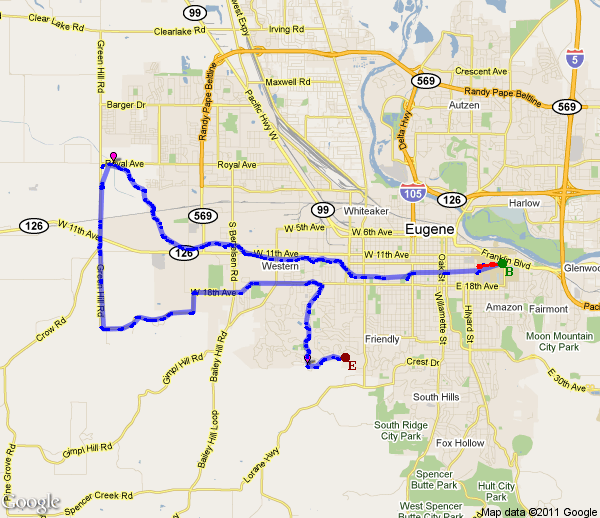 Clear Lake Rd
Clearlake Rd
99
west Expy
Irving Rd
5
Green Hill Rd
Randy Pape Beltline
Maxwell Rd
569
Crescent Ave
Randy Pape Beltline
569
Barger Dr
Pacific Hwy W
Autzen
Delta Hwy
Royal Ave
Royal Ave
105
126
Harlow
99
Whiteaker
126
W 11th Ave
569
S Bertelsen Rd
W 5th Ave
W 6th Ave
Eugene
Franklin Blvd
126
W 11th Ave
W 11th Ave
Oak St
B
Glenwood
Western
Green Hill Rd
W 18th Ave
E 18th Ave
Willamette St
Hilyard St
Amazon
Fairmont
Paci
Crow Rd
Friendly
Moon Mountain
City Park
Gimpl Hill Rd
Bailey Hill Rd
E
Crest Dr
E 30th Ave
South Hills
Bailey Hill Loop
South Ridge
City Park
Fox Hollow
Gimpl Hill Rd
Lorane Hwy
Pine Grove Rd
Spencer
Butte Park
Hult City
Park
Spencer Creek Rd
West Spencer
Butte City Park
Google
Map data ©2011 Google